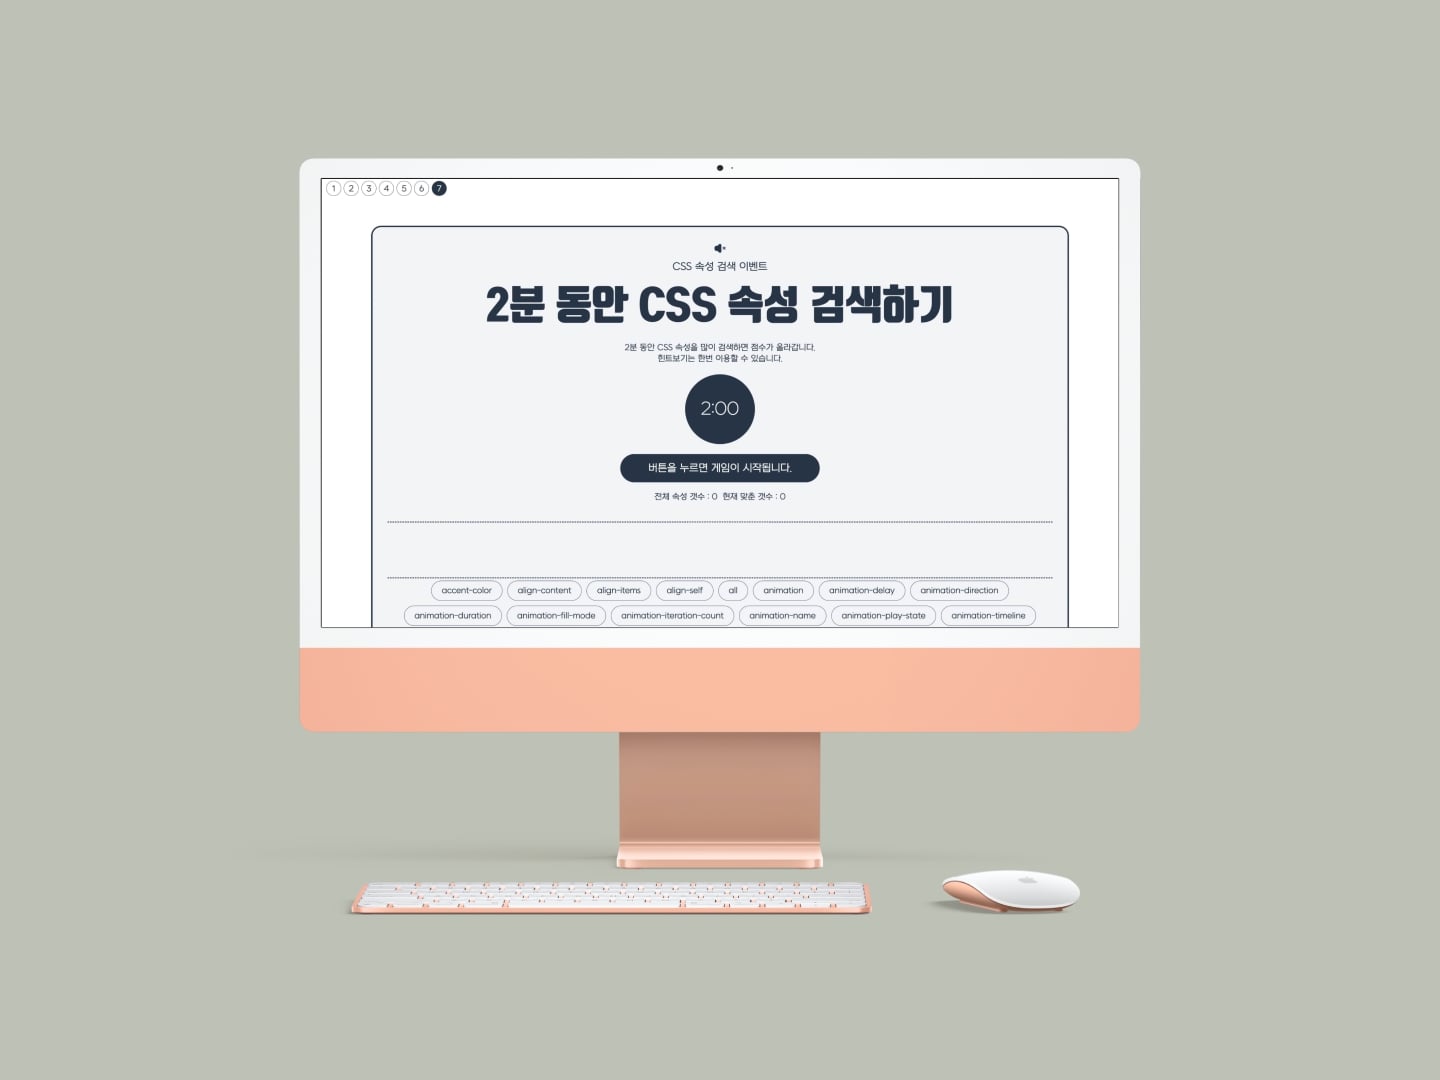 1 2 3 4 5 6 7
CSS 속성 검색 이벤트
2분 동안 CSS 속성 검색하기
2분 동안 CSS 속성을 많이 검색하면 점수가 올라갑니다.
힌트보기는 한번 이용할 수 있습니다.
2:00
버튼을 누르면 게임이 시작됩니다.
전체 속성 갯수 : 0 현재 맞춘 갯수 : 0
accent-color align-content align-items align-self all animation animation-delay animation-direction
animation-duration animation-fill-mode animation-iteration-count animation-name animation-play-state animation-timeline